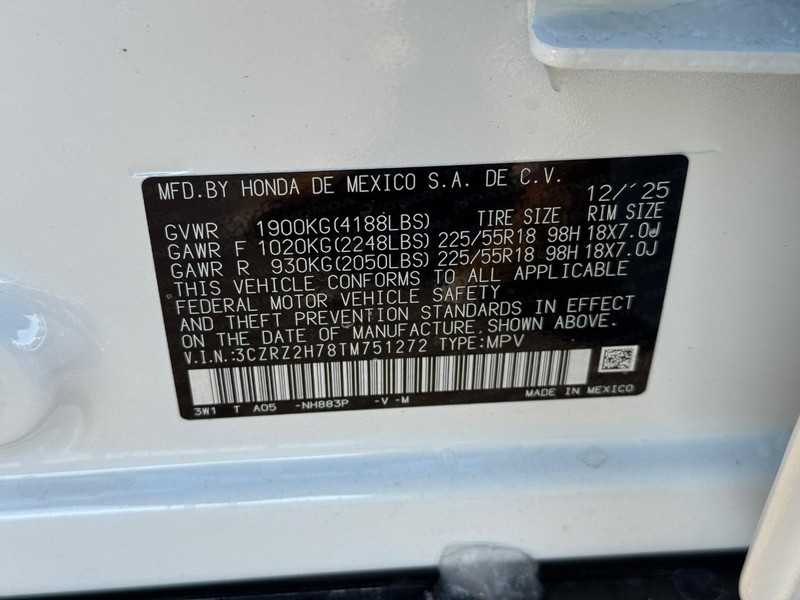 MFD.BY HONDA DE MEXICO S.A. DE C.V.
12/'25
GVWR 1900KG(4188LBS) TIRE SIZE RIM SIZE
GAWR F 1020KG(2248LBS) 225/55R18 98H 18X7.0J
GAWR R 930KG(2050LBS) 225/55R18 98H 18X7.0J
THIS VEHICLE CONFORMS TO ALL APPLICABLE
FEDERAL MOTOR VEHICLE SAFETY
AND THEFT PREVENTION STANDARDS IN EFFECT
ON THE DATE OF MANUFACTURE.SHOWN ABOVE.
V.I.N.:3CZRZ2H78TM751272 TYPE:MPV
MADE IN MEXICO
3W1 T A05 -NH883P -V -M